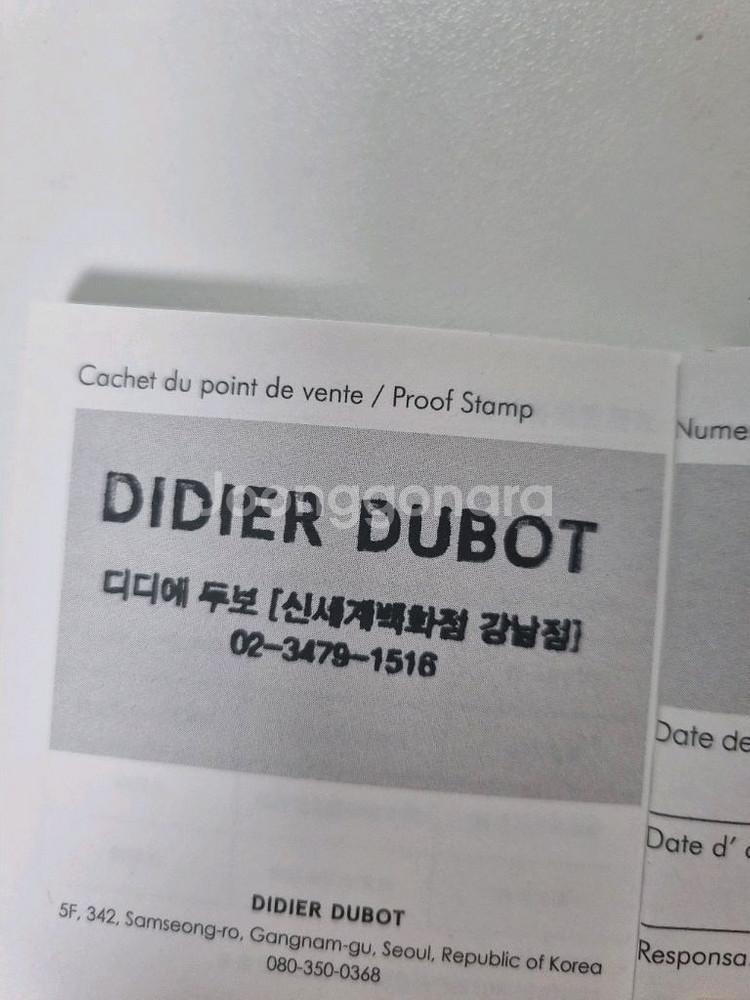 Cachet du point de vente / Proof Stamp
Joonggonara
DIDIER DUBOT
디디에 두보 [신세계백화점 강남점]
02-3479-1516
DIDIER DUBOT
5F, 342, Samseong-ro, Gangnam-gu, Seoul, Republic of Korea
080-350-0368
Nume
Date de
Date d'
Responsa